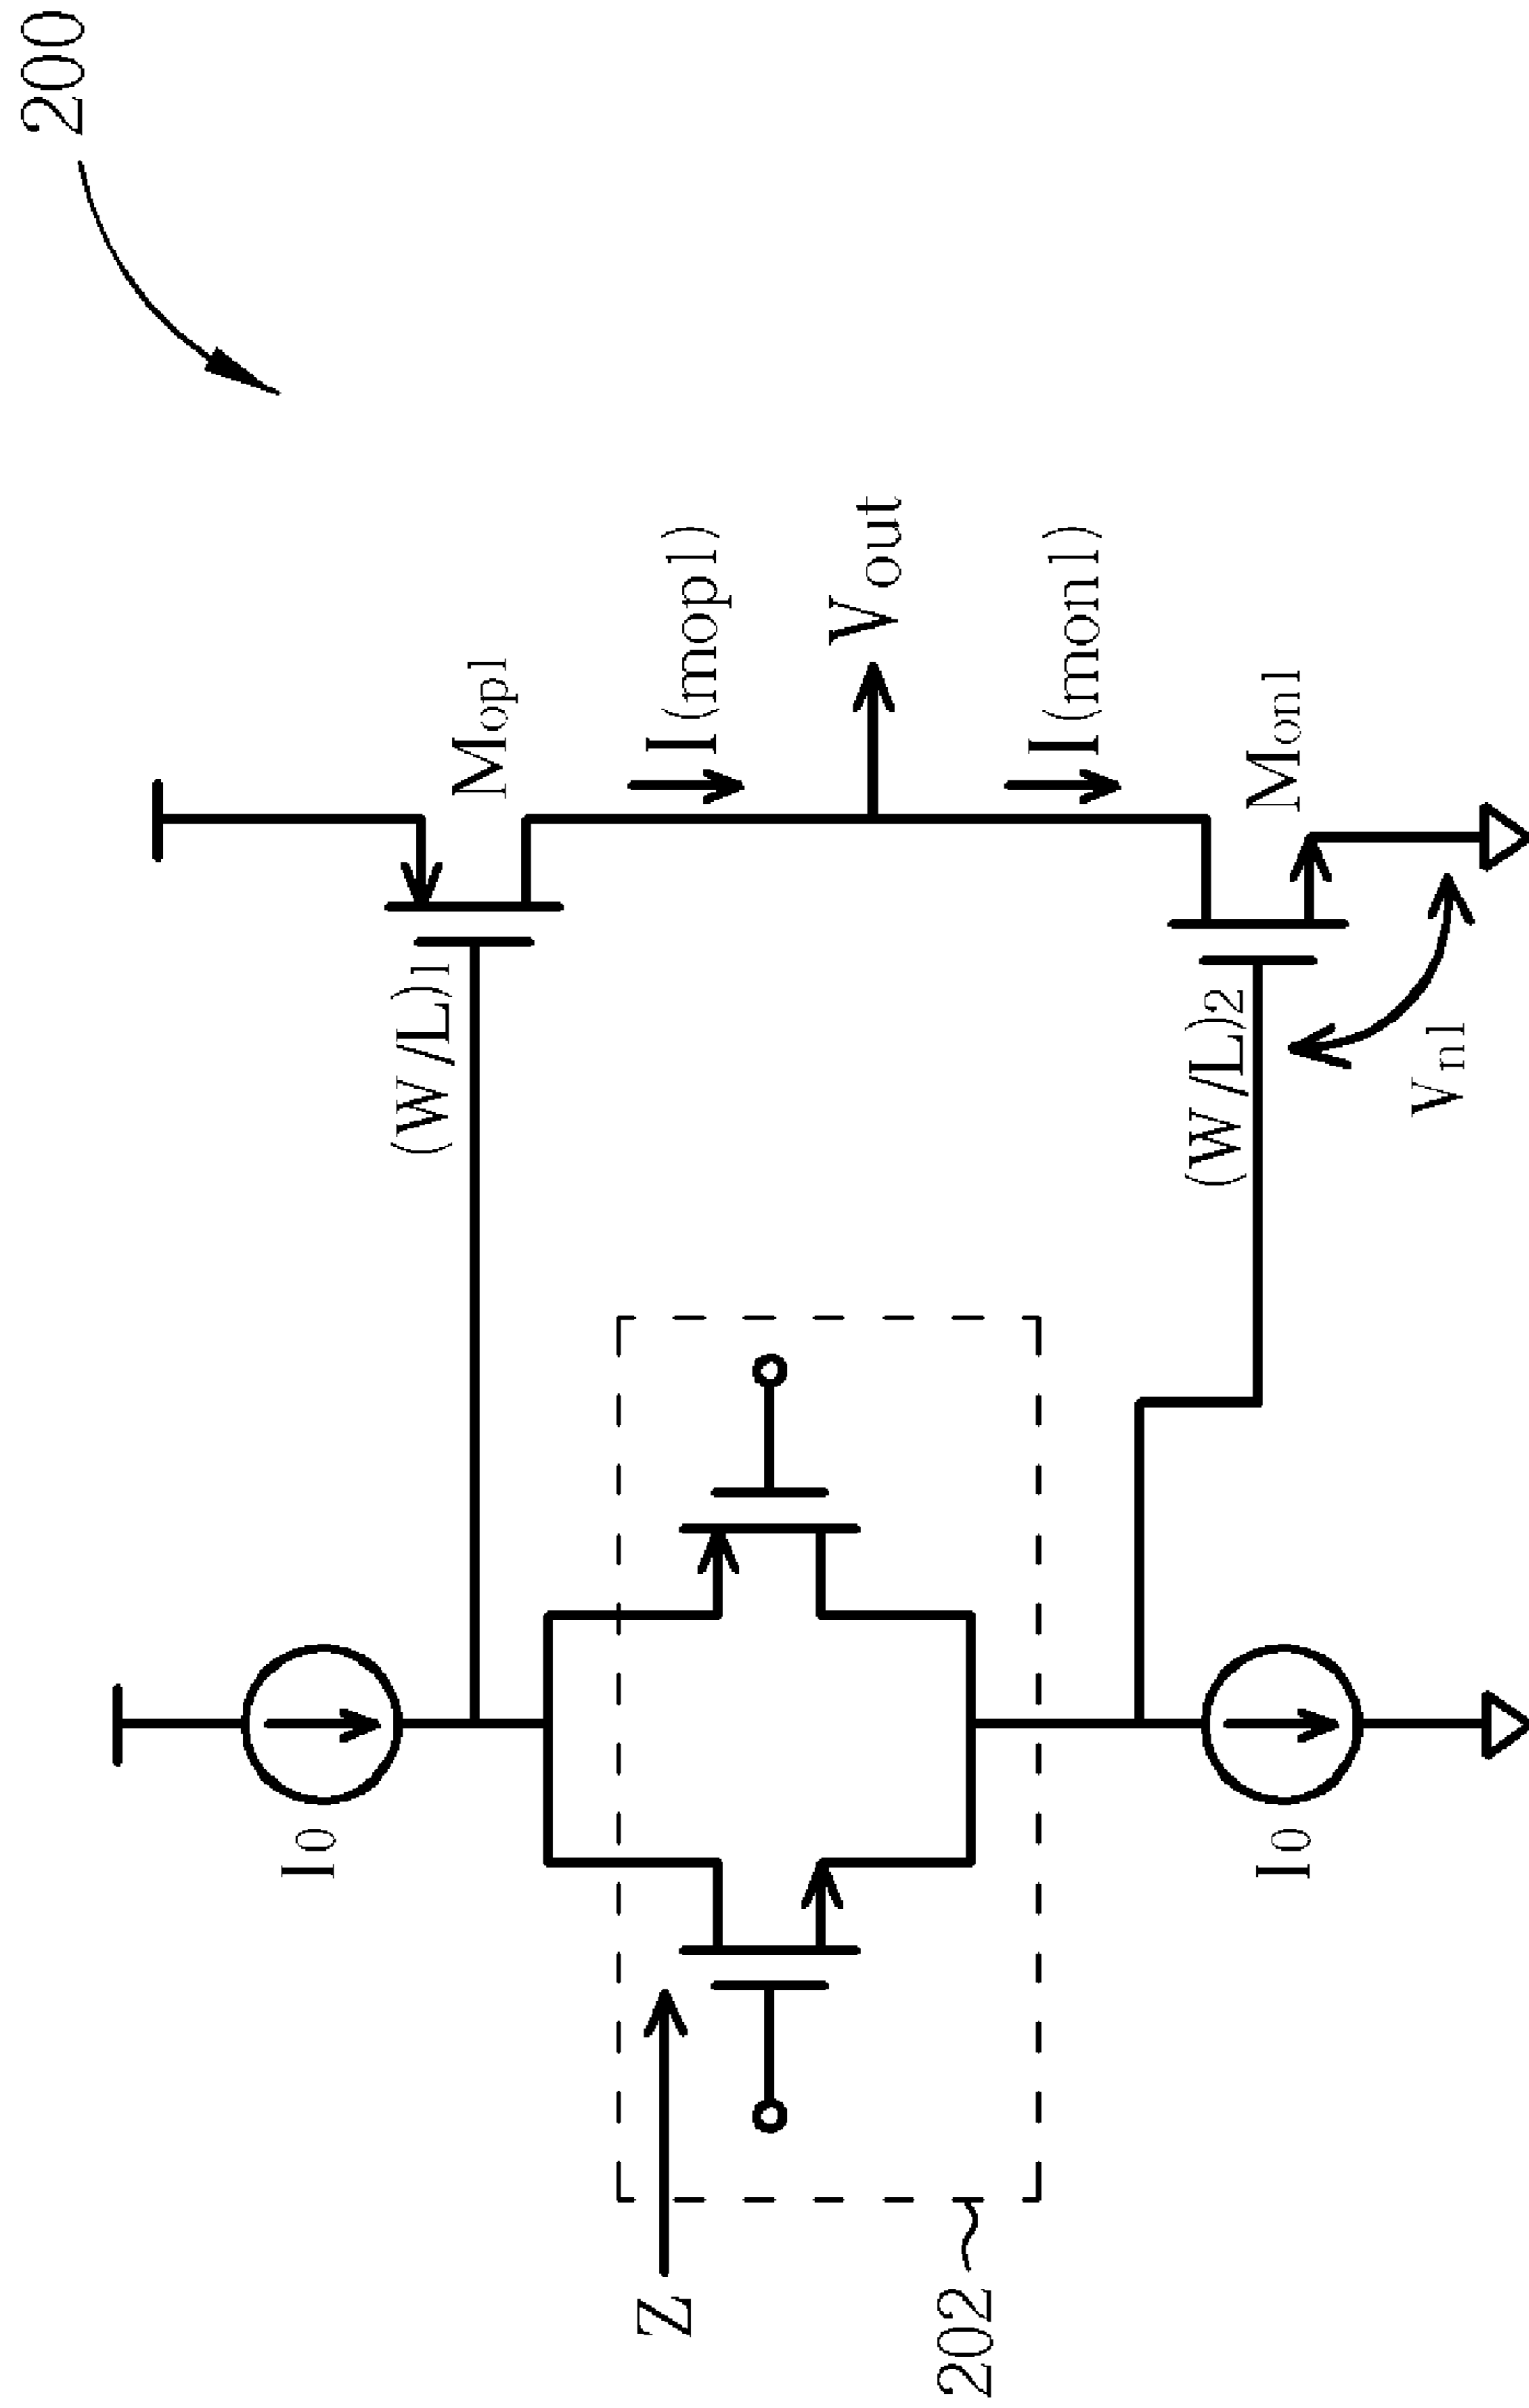 200
I0
Mop1
(W/L)1
I(mop1)
Z
Vout
202
I(mon1)
I0
(W/L)2
Mon1
Vn1